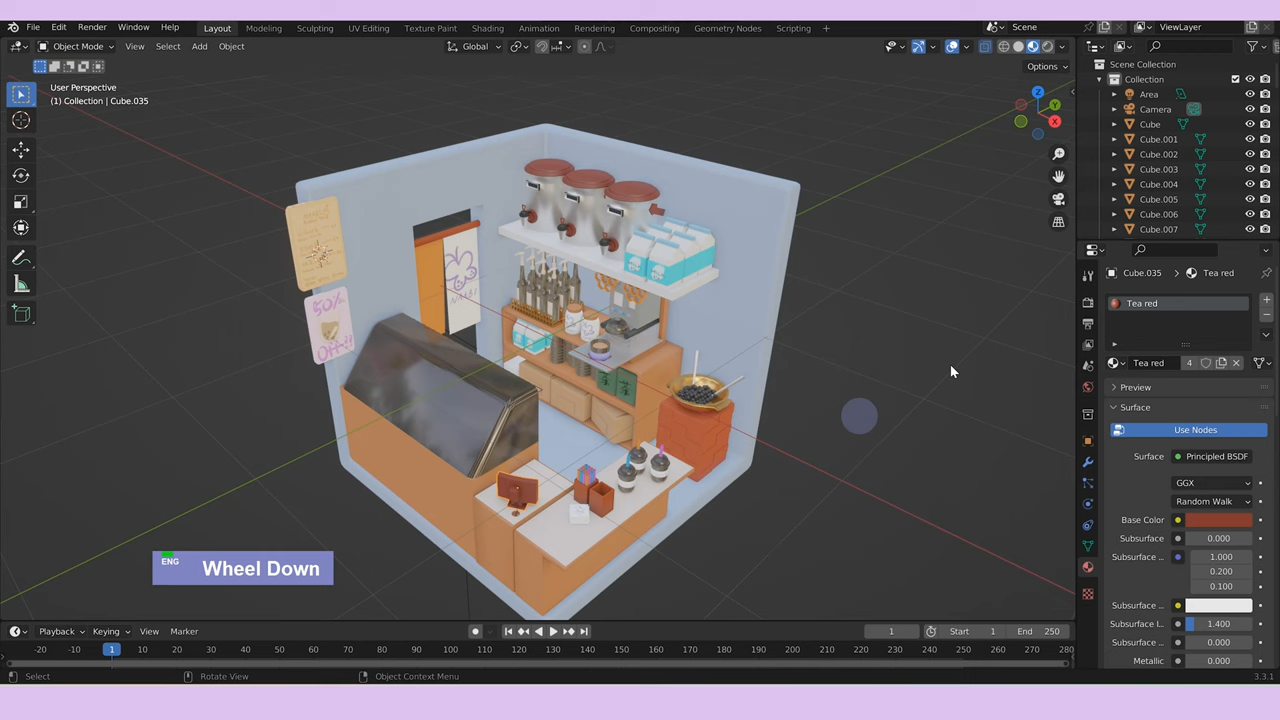 File Edit Render Window Help Layout Modeling Sculpting UV Editing Texture Paint Shading Animation Rendering Compositing Geometry Nodes Scripting + Scene ViewLayer
Object Mode View Select Add Object Global
Options
User Perspective
(1) Collection | Cube.035
Z
Y
X
Scene Collection
Collection
Area
Camera
Cube
Cube.001
Cube.002
Cube.003
Cube.004
Cube.005
Cube.006
Cube.007
Cube.035 Tea red
Tea red
Tea red 4
Preview
Surface
Use Nodes
Surface Principled BSDF
GGX
Random Walk
Base Color
Subsurface 0.000
Subsurface ... 1.000
0.200
0.100
Subsurface ...
Subsurface I... 1.400
Subsurface ... 0.000
Metallic 0.000
50%
OFF!!
ENG Wheel Down
Playback Keying View Marker 1 Start 1 End 250
-20 -10 1 10 20 30 40 50 60 70 80 90 100 110 120 130 140 150 160 170 180 190 200 210 220 230 240 250 260 270 280
Select Rotate View Object Context Menu 3.3.1